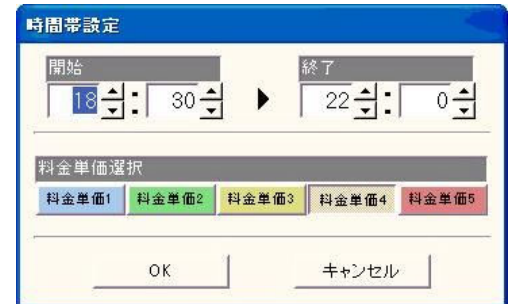 時間帯設定
開始 終了
18 : 30 ▶ 22 : 0
料金単価選択
料金単価1 料金単価2 料金単価3 料金単価4 料金単価5
OK キャンセル